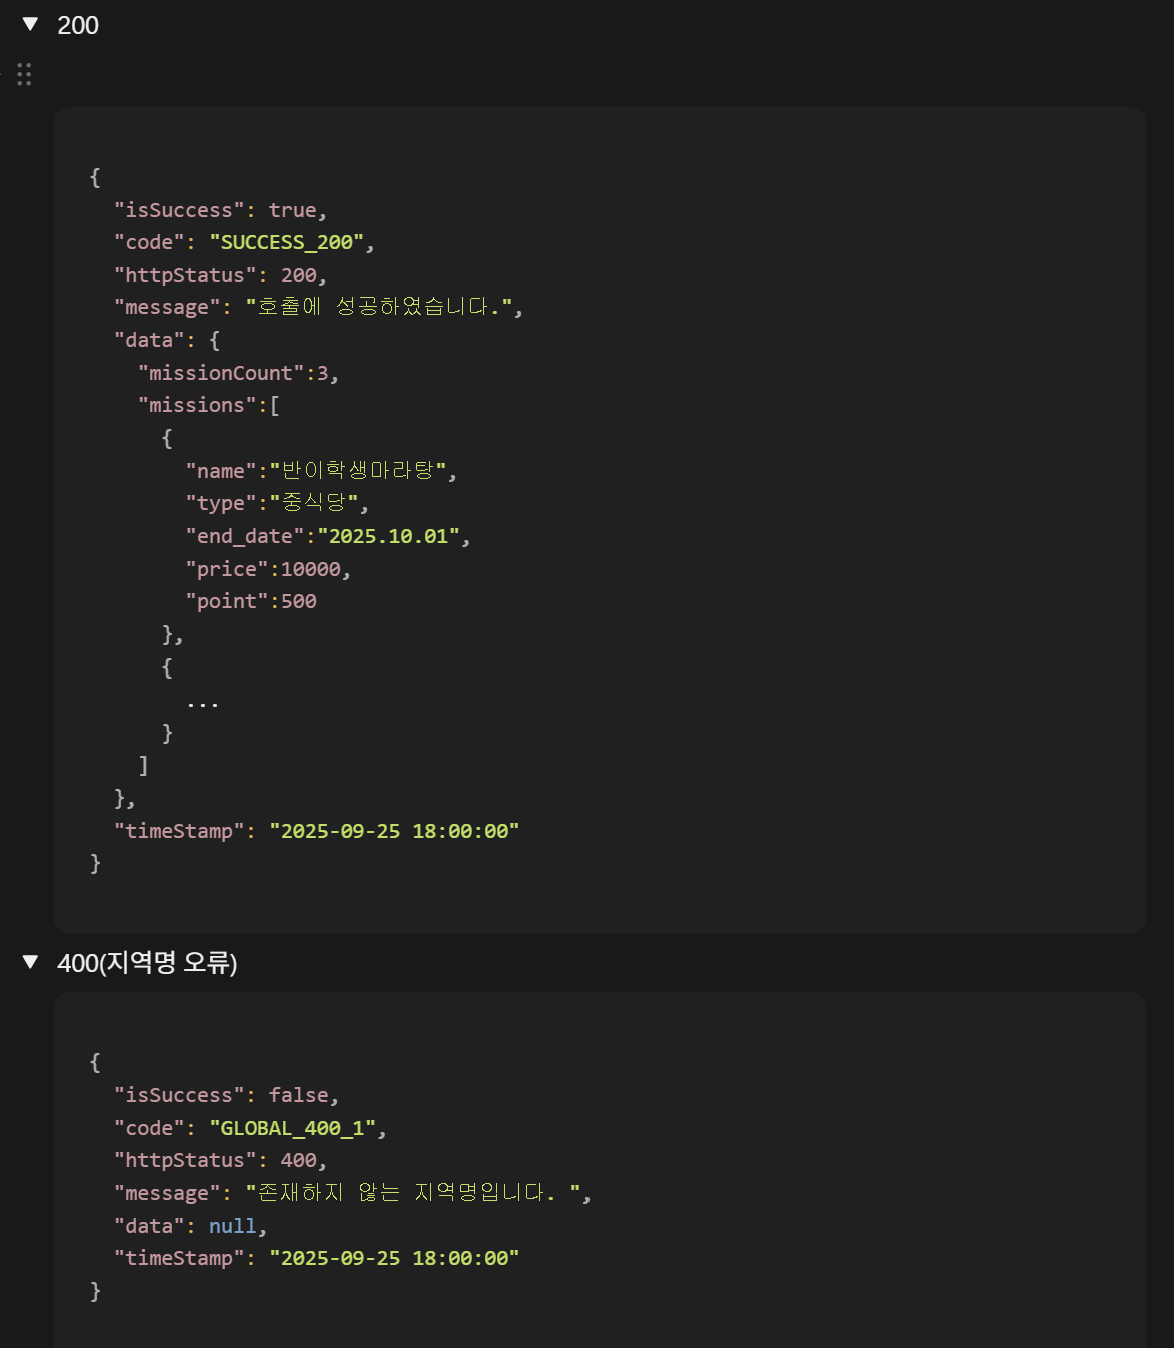 200
{
"isSuccess": true,
"code": "SUCCESS_200",
"httpStatus": 200,
"message": "호출에 성공하였습니다.",
"data": {
"missionCount":3,
"missions":[
{
"name":"반이학생마라탕",
"type":"중식당",
"end_date":"2025.10.01",
"price":10000,
"point":500
},
{
...
}
]
},
"timeStamp": "2025-09-25 18:00:00"
}
400(지역명 오류)
{
"isSuccess": false,
"code": "GLOBAL_400_1",
"httpStatus": 400,
"message": "존재하지 않는 지역명입니다. ",
"data": null,
"timeStamp": "2025-09-25 18:00:00"
}